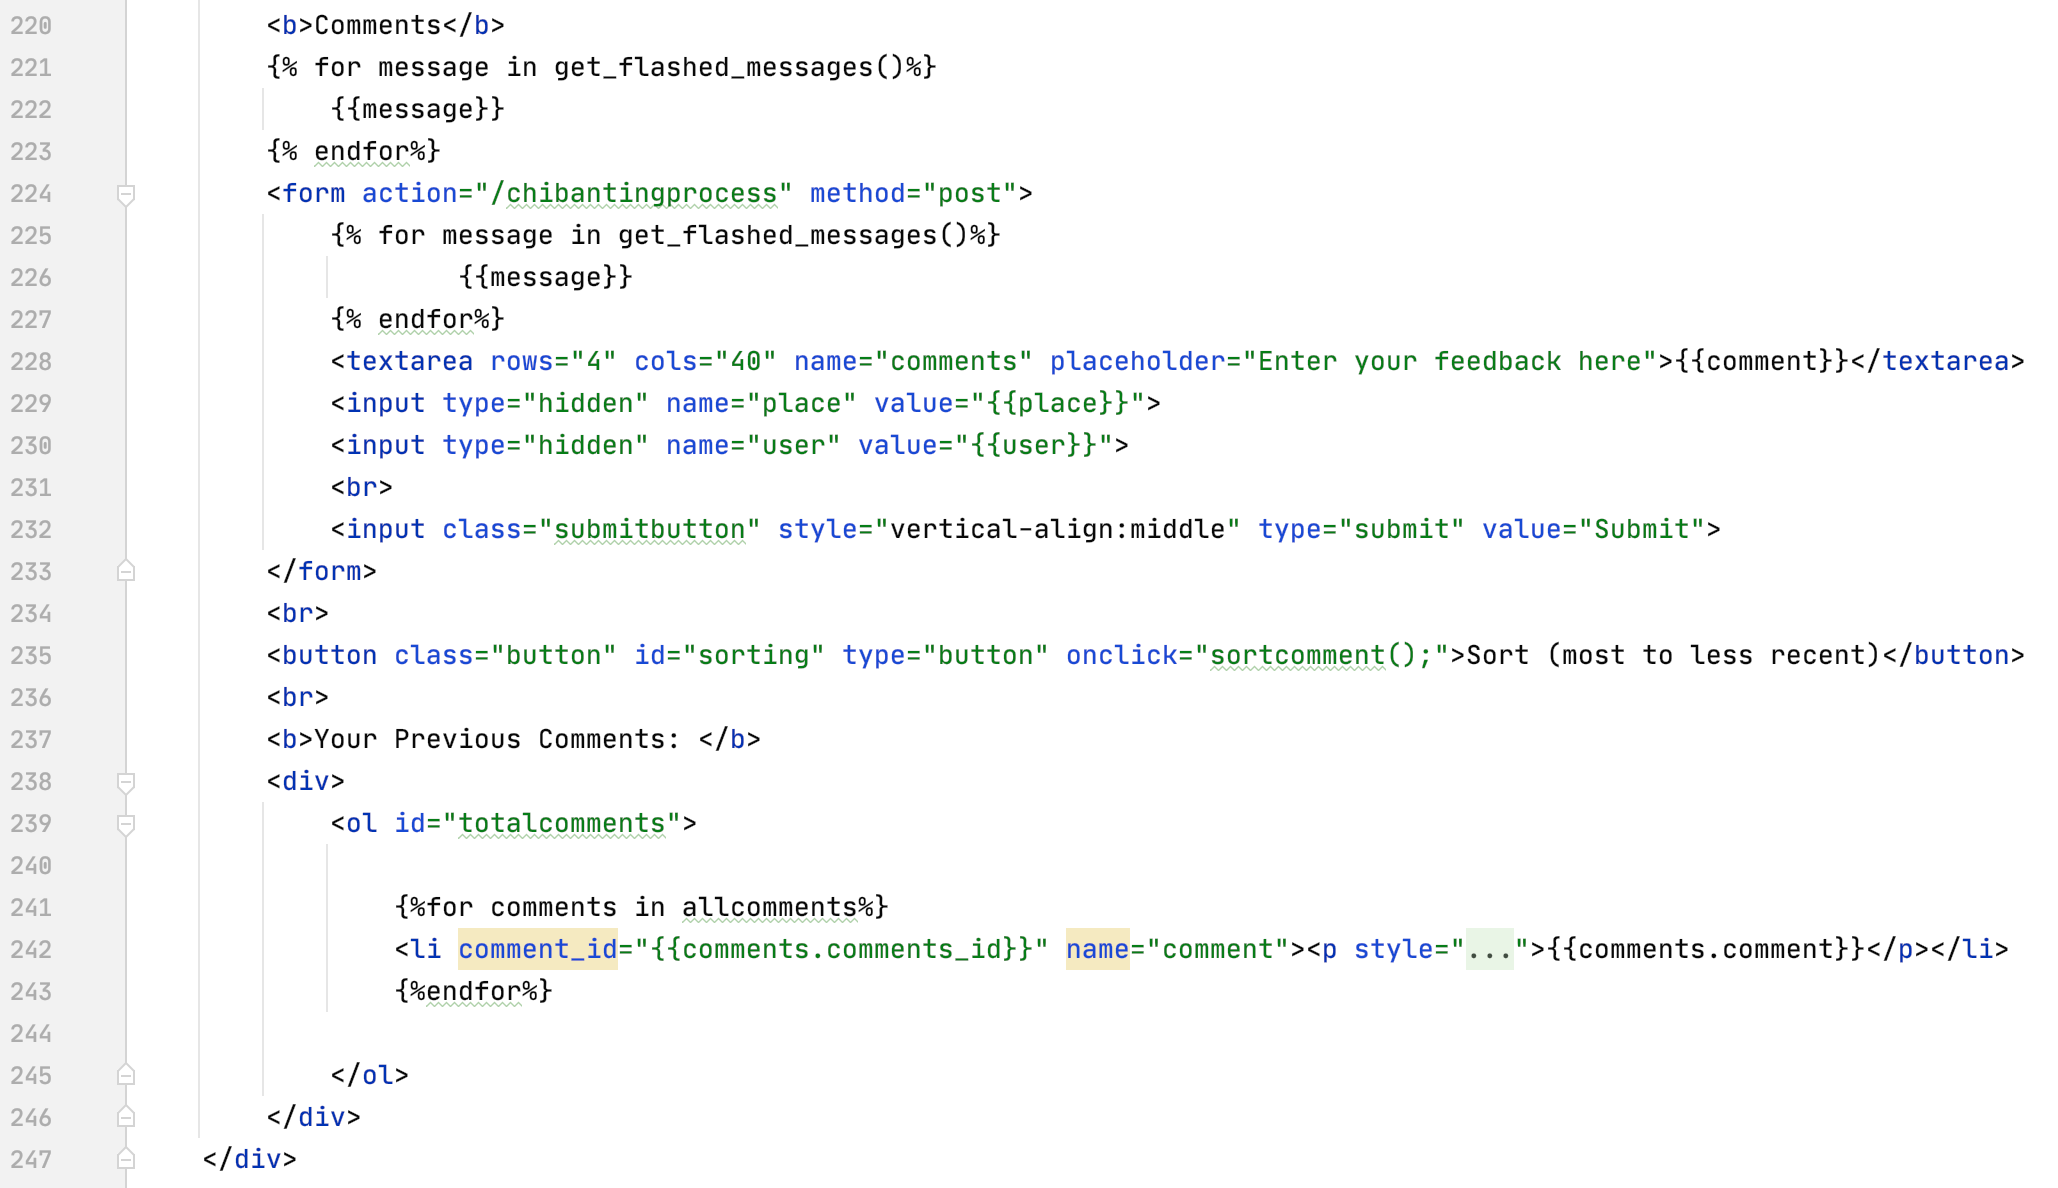 220 <b>Comments</b>
221 {% for message in get_flashed_messages()%}
222 {{message}}
223 {% endfor%}
224 <form action="/chibantingprocess" method="post">
225 {% for message in get_flashed_messages()%}
226 {{message}}
227 {% endfor%}
228 <textarea rows="4" cols="40" name="comments" placeholder="Enter your feedback here">{{comment}}</textarea>
229 <input type="hidden" name="place" value="{{place}}">
230 <input type="hidden" name="user" value="{{user}}">
231 <br>
232 <input class="submitbutton" style="vertical-align:middle" type="submit" value="Submit">
233 </form>
234 <br>
235 <button class="button" id="sorting" type="button" onclick="sortcomment();">Sort (most to less recent)</button>
236 <br>
237 <b>Your Previous Comments: </b>
238 <div>
239 <ol id="totalcomments">
240
241 {%for comments in allcomments%}
242 <li comment_id="{{comments.comments_id}}" name="comment"><p style="...">{{comments.comment}}</p></li>
243 {%endfor%}
244
245 </ol>
246 </div>
247 </div>